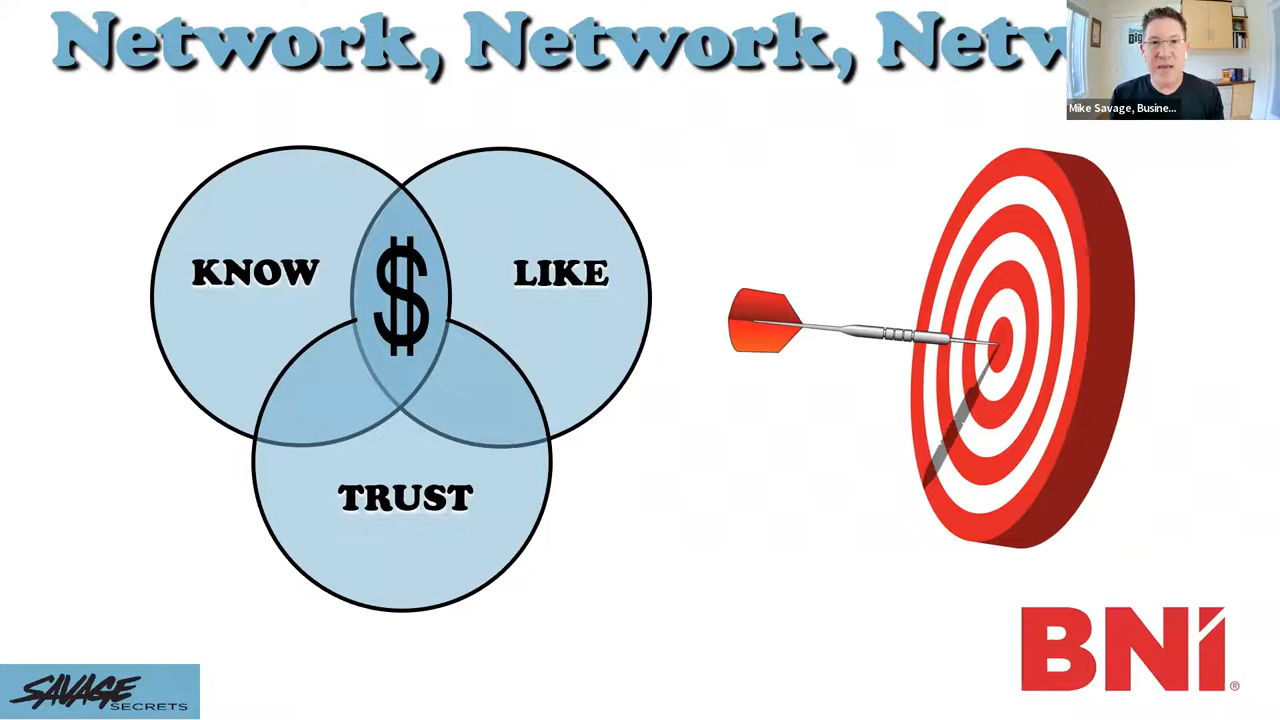 Network, Network, Netw
Mike Savage, Busine...
KNOW
$
LIKE
TRUST
BNI®
SAVAGE
SECRETS